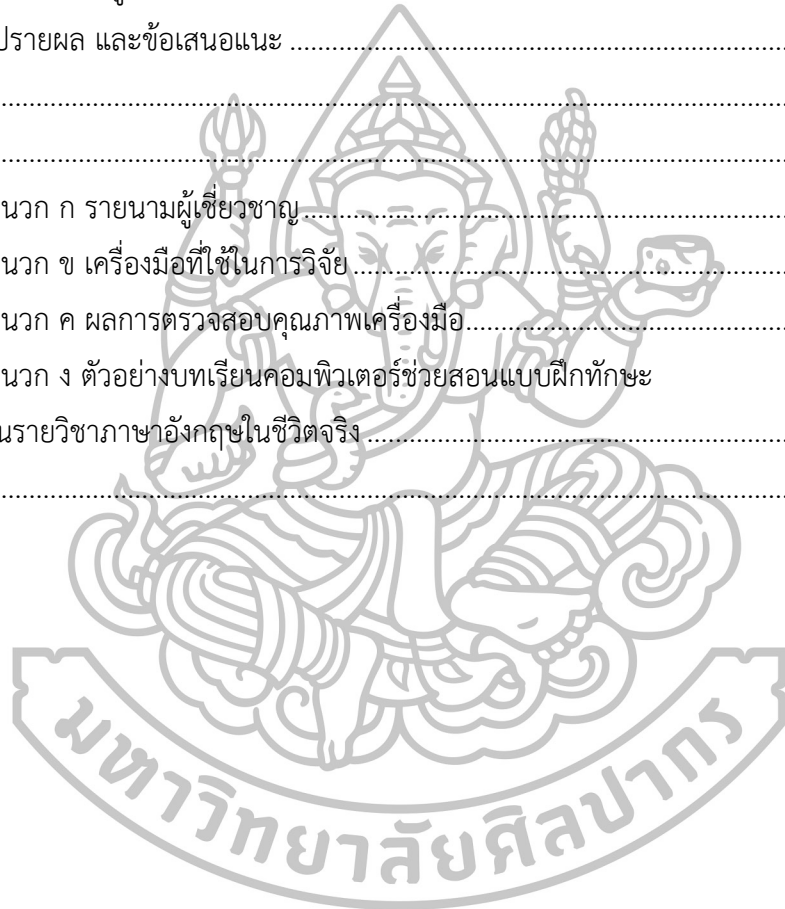 ปรายผล และข้อเสนอแนะ ................................................................
................................................................
................................................................
นวก ก รายนามผู้เชี่ยวชาญ ................................................................
นวก ข เครื่องมือที่ใช้ในการวิจัย ................................................................
นวก ค ผลการตรวจสอบคุณภาพเครื่องมือ................................................................
นวก ง ตัวอย่างบทเรียนคอมพิวเตอร์ช่วยสอนแบบฝึกทักษะ
นรายวิชาภาษาอังกฤษในชีวิตจริง ................................................................
................................................................
มหาวิทยาลัยศิลปากร